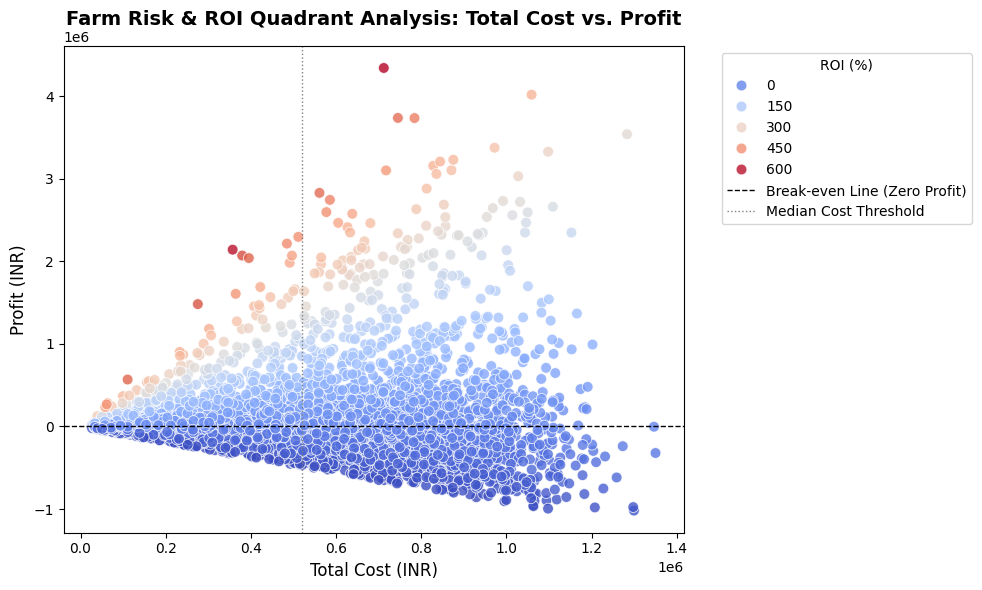 Farm Risk & ROI Quadrant Analysis: Total Cost vs. Profit
1e6
Profit (INR)
4
3
2
1
0
−1
0.0 0.2 0.4 0.6 0.8 1.0 1.2 1.4
1e6
Total Cost (INR)
ROI (%)
0
150
300
450
600
Break-even Line (Zero Profit)
Median Cost Threshold